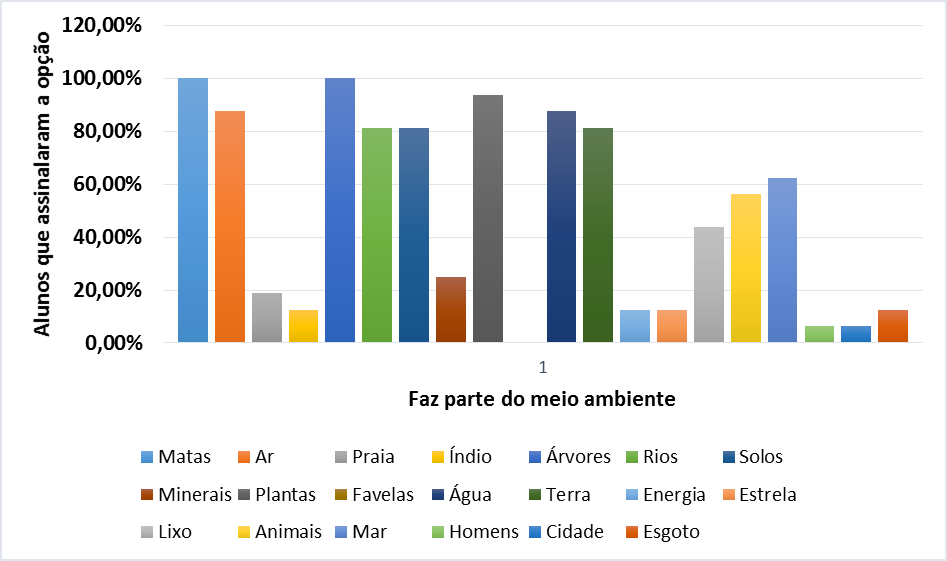 120,00%
100,00%
80,00%
60,00%
40,00%
20,00%
0,00%
Alunos que assinalaram a opção
1
Faz parte do meio ambiente
Matas Ar Praia Índio Árvores Rios Solos
Minerais Plantas Favelas Água Terra Energia Estrela
Lixo Animais Mar Homens Cidade Esgoto